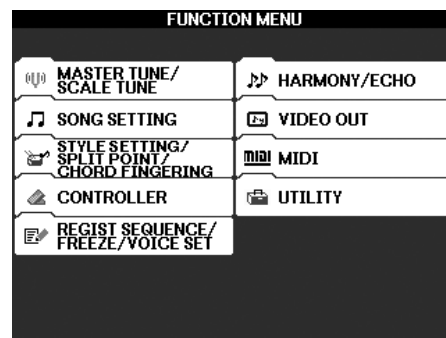 FUNCTION MENU
MASTER TUNE/
SCALE TUNE
SONG SETTING
STYLE SETTING/
SPLIT POINT/
CHORD FINGERING
CONTROLLER
REGIST SEQUENCE/
FREEZE/VOICE SET
HARMONY/ECHO
VIDEO OUT
MIDI MIDI
UTILITY